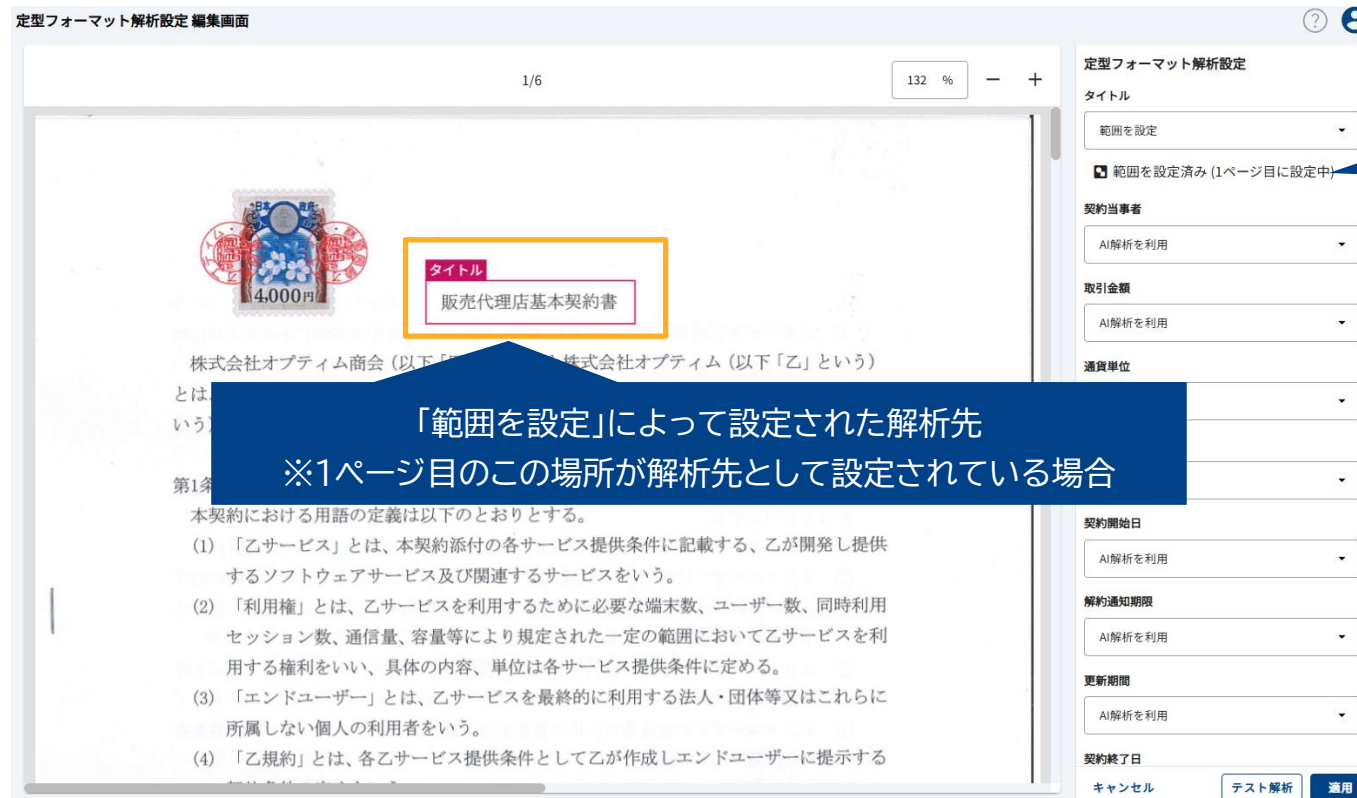 定型フォーマット解析設定 編集画面
?
1/6
132 %
− +
日本 政府
4,000円
タイトル
販売代理店基本契約書
株式会社オプティム商会（以下「
株式会社オプティム（以下「乙」という）
とは、
いう）
「範囲を設定」によって設定された解析先
※1ページ目のこの場所が解析先として設定されている場合
第1条
本契約における用語の定義は以下のとおりとする。
(1) 「乙サービス」とは、本契約添付の各サービス提供条件に記載する、乙が開発し提供
するソフトウェアサービス及び関連するサービスをいう。
(2) 「利用権」とは、乙サービスを利用するために必要な端末数、ユーザー数、同時利用
セッション数、通信量、容量等により規定された一定の範囲において乙サービスを利
用する権利をいい、具体の内容、単位は各サービス提供条件に定める。
(3) 「エンドユーザー」とは、乙サービスを最終的に利用する法人・団体等又はこれらに
所属しない個人の利用者をいう。
(4) 「乙規約」とは、各乙サービス提供条件として乙が作成しエンドユーザーに提示する
定型フォーマット解析設定
タイトル
範囲を設定
範囲を設定済み (1ページ目に設定中)
契約当事者
AI解析を利用
取引金額
AI解析を利用
通貨単位
契約開始日
AI解析を利用
解約通知期限
AI解析を利用
更新期間
AI解析を利用
契約終了日
キャンセル
テスト解析
適用